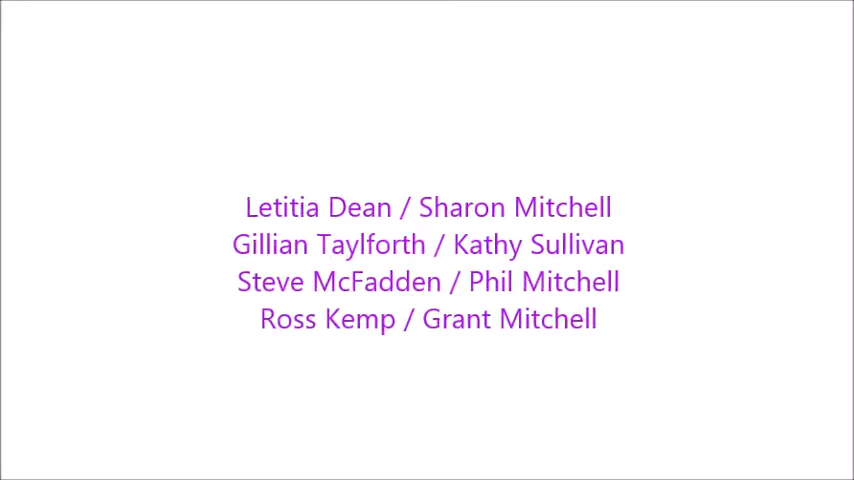 Letitia Dean / Sharon Mitchell
Gillian Taylforth / Kathy Sullivan
Steve McFadden / Phil Mitchell
Ross Kemp / Grant Mitchell